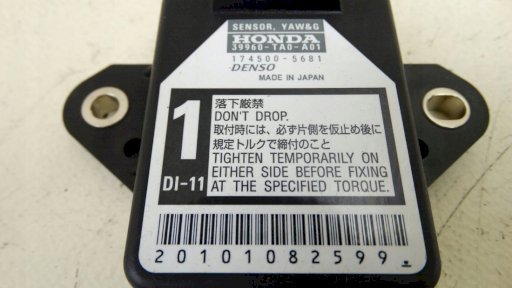 SENSOR, YAW&G
HONDA
39960-TA0-A01
174500-5681
DENSO
MADE IN JAPAN
1
DI-11
落下厳禁
DON'T DROP.
取付時には、必ず片側を仮止め後に
規定トルクで締付のこと
TIGHTEN TEMPORARILY ON
EITHER SIDE BEFORE FIXING
AT THE SPECIFIED TORQUE.
20101082599